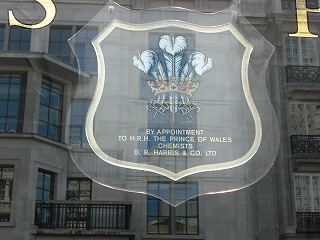 S
F
BY APPOINTMENT
TO H.R.H. THE PRINCE OF WALES
CHEMISTS
D. R. HARRIS & CO. LTD